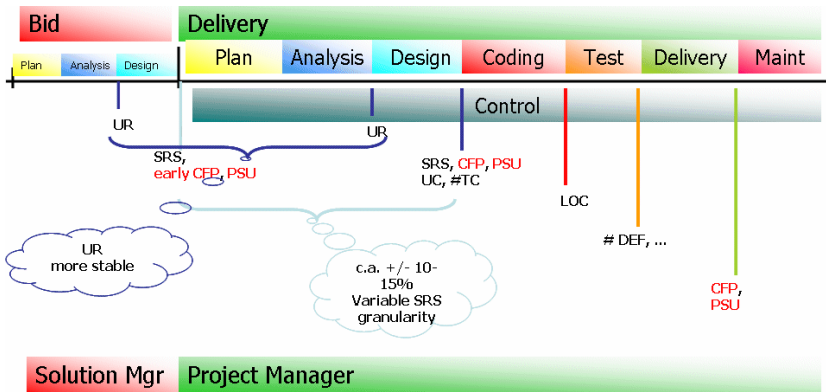 Bid
Delivery
Plan
Analysis
Design
Plan
Analysis
Design
Coding
Test
Delivery
Maint
Control
UR
UR
SRS,
early CFP, PSU
SRS, CFP, PSU
UC, #TC
LOC
# DEF, ...
CFP,
PSU
UR
more stable
c.a. +/- 10-
15%
Variable SRS
granularity
Solution Mgr
Project Manager